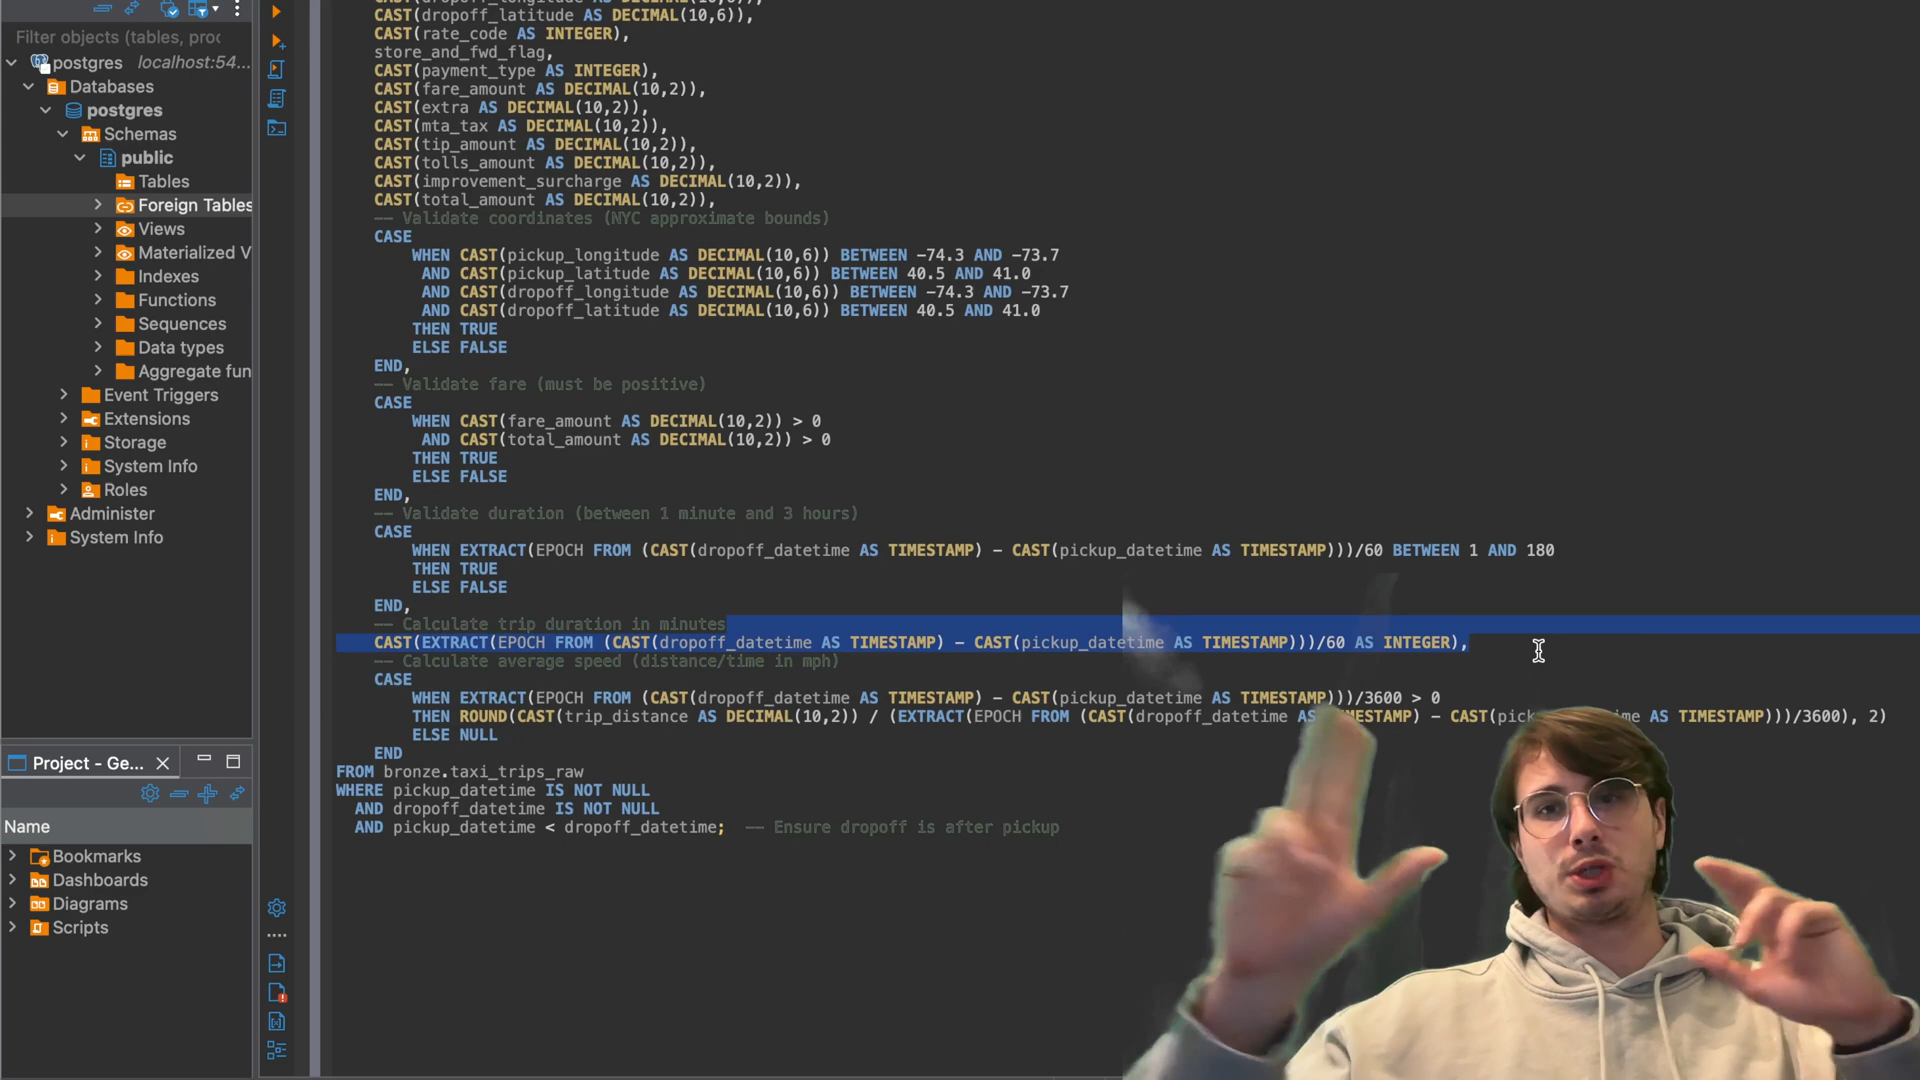 Filter objects (tables, proc
postgres localhost:54...
Databases
postgres
Schemas
public
Tables
Foreign Tables
Views
Materialized V
Indexes
Functions
Sequences
Data types
Aggregate fun
Event Triggers
Extensions
Storage
System Info
Roles
Administer
System Info
Project - Ge...
Name
Bookmarks
Dashboards
Diagrams
Scripts
CAST(dropoff_latitude AS DECIMAL(10,6)),
CAST(rate_code AS INTEGER),
store_and_fwd_flag,
CAST(payment_type AS INTEGER),
CAST(fare_amount AS DECIMAL(10,2)),
CAST(extra AS DECIMAL(10,2)),
CAST(mta_tax AS DECIMAL(10,2)),
CAST(tip_amount AS DECIMAL(10,2)),
CAST(tolls_amount AS DECIMAL(10,2)),
CAST(improvement_surcharge AS DECIMAL(10,2)),
CAST(total_amount AS DECIMAL(10,2)),
-- Validate coordinates (NYC approximate bounds)
CASE
WHEN CAST(pickup_longitude AS DECIMAL(10,6)) BETWEEN -74.3 AND -73.7
AND CAST(pickup_latitude AS DECIMAL(10,6)) BETWEEN 40.5 AND 41.0
AND CAST(dropoff_longitude AS DECIMAL(10,6)) BETWEEN -74.3 AND -73.7
AND CAST(dropoff_latitude AS DECIMAL(10,6)) BETWEEN 40.5 AND 41.0
THEN TRUE
ELSE FALSE
END,
-- Validate fare (must be positive)
CASE
WHEN CAST(fare_amount AS DECIMAL(10,2)) > 0
AND CAST(total_amount AS DECIMAL(10,2)) > 0
THEN TRUE
ELSE FALSE
END,
-- Validate duration (between 1 minute and 3 hours)
CASE
WHEN EXTRACT(EPOCH FROM (CAST(dropoff_datetime AS TIMESTAMP) - CAST(pickup_datetime AS TIMESTAMP)))/60 BETWEEN 1 AND 180
THEN TRUE
ELSE FALSE
END,
-- Calculate trip duration in minutes
CAST(EXTRACT(EPOCH FROM (CAST(dropoff_datetime AS TIMESTAMP) - CAST(pickup_datetime AS TIMESTAMP)))/60 AS INTEGER),
-- Calculate average speed (distance/time in mph)
CASE
WHEN EXTRACT(EPOCH FROM (CAST(dropoff_datetime AS TIMESTAMP) - CAST(pickup_datetime AS TIMESTAMP)))/3600 > 0
THEN ROUND(CAST(trip_distance AS DECIMAL(10,2)) / (EXTRACT(EPOCH FROM (CAST(dropoff_datetime AS TIMESTAMP) - CAST( AS TIMESTAMP)))/3600), 2)
ELSE NULL
END
FROM bronze.taxi_trips_raw
WHERE pickup_datetime IS NOT NULL
AND dropoff_datetime IS NOT NULL
AND pickup_datetime < dropoff_datetime; -- Ensure dropoff is after pickup